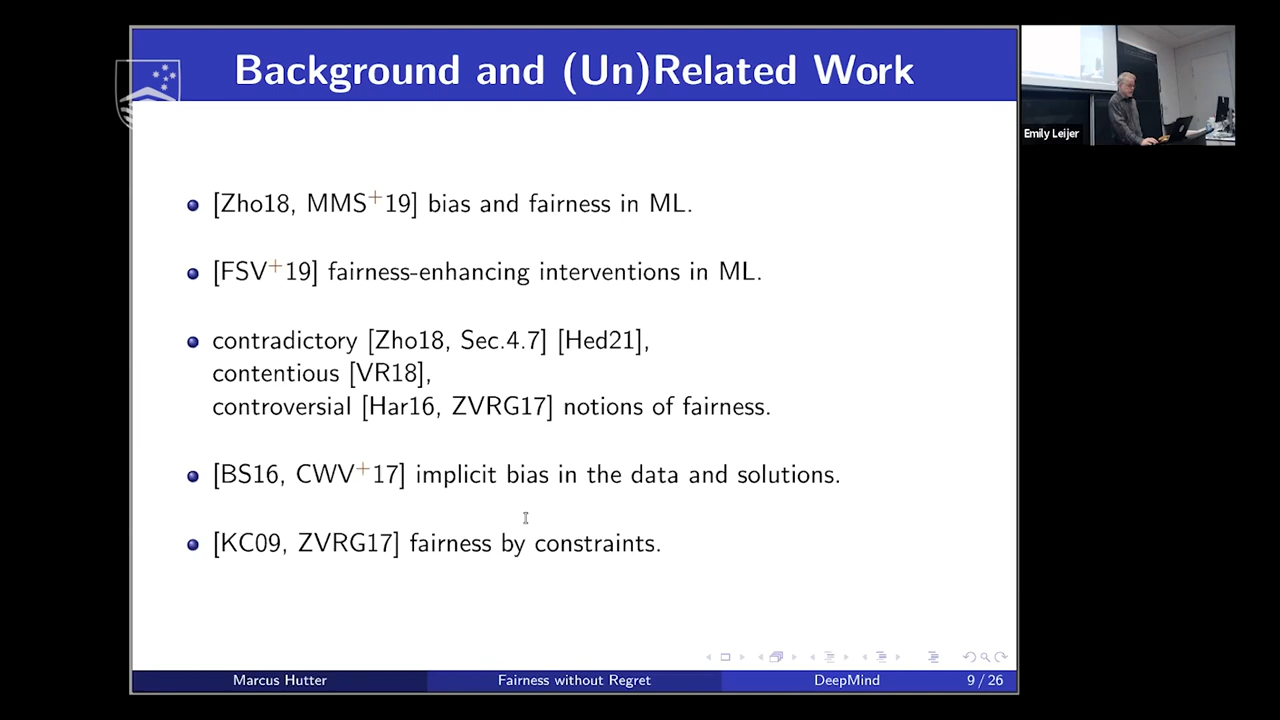 Background and (Un)Related Work
[Zho18, MMS+19] bias and fairness in ML.
[FSV+19] fairness-enhancing interventions in ML.
contradictory [Zho18, Sec.4.7] [Hed21],
contentious [VR18],
controversial [Har16, ZVRG17] notions of fairness.
[BS16, CWV+17] implicit bias in the data and solutions.
[KC09, ZVRG17] fairness by constraints.
Marcus Hutter Fairness without Regret DeepMind 9 / 26
Emily Leijer